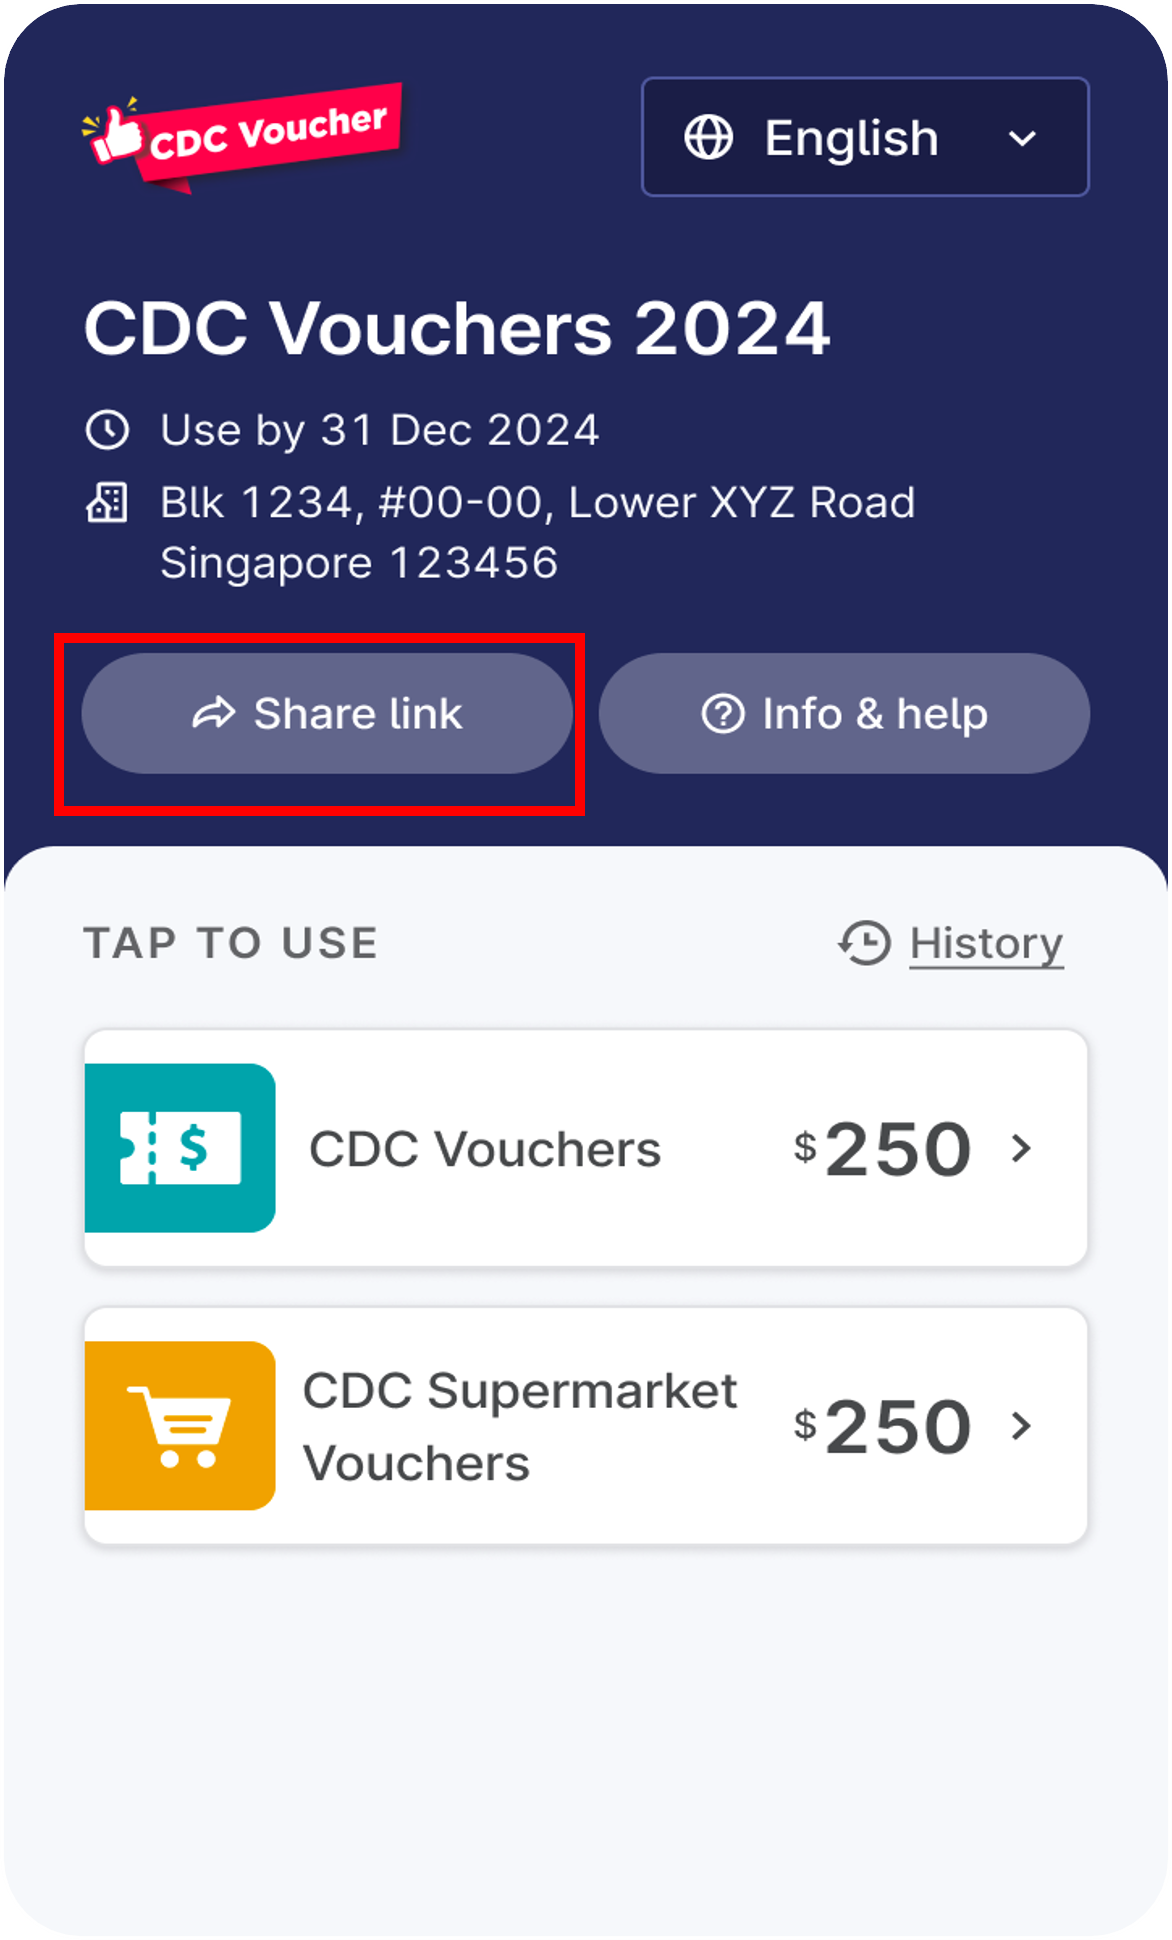 CDC Voucher
English
CDC Vouchers 2024
Use by 31 Dec 2024
Blk 1234, #00-00, Lower XYZ Road
Singapore 123456
Share link
Info & help
TAP TO USE
History
$
CDC Vouchers
$250
CDC Supermarket
Vouchers
$250